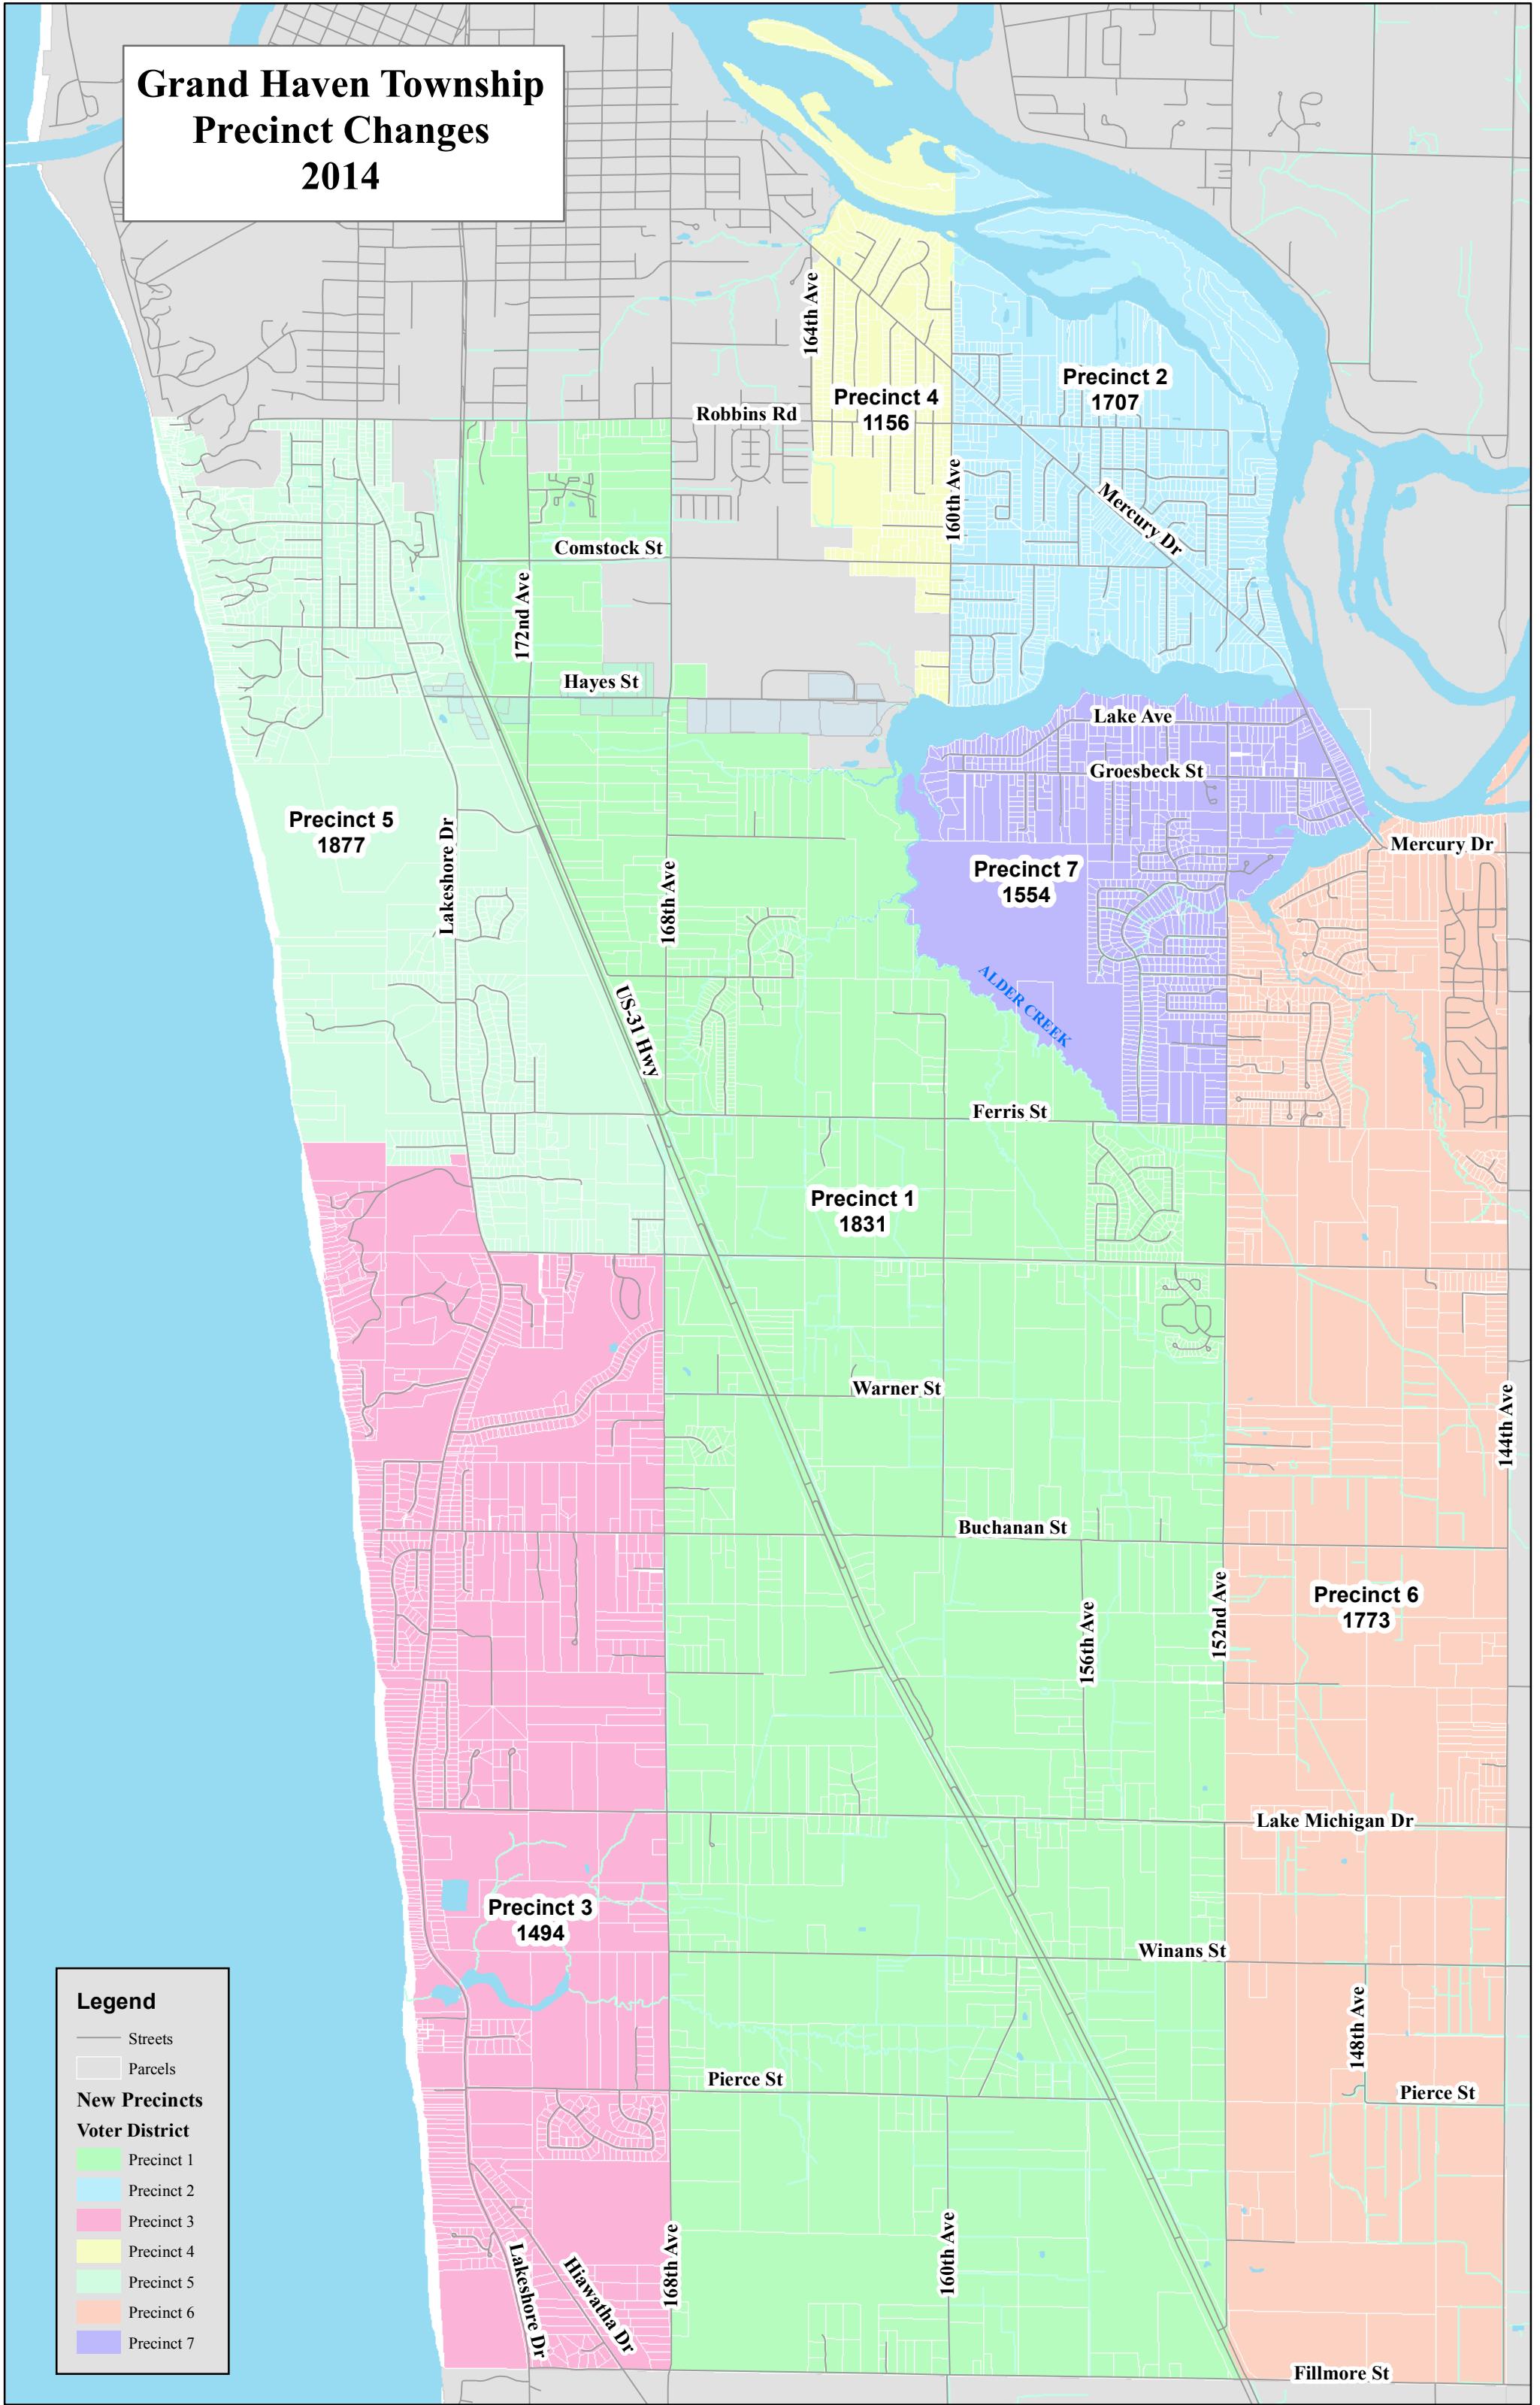 Grand Haven Township
Precinct Changes
2014
164th Ave
Precinct 2
1707
Precinct 4
1156
Robbins Rd
160th Ave
Mercury Dr
Comstock St
172nd Ave
Hayes St
Lake Ave
Groesbeck St
Precinct 5
1877
Lakeshore Dr
168th Ave
Mercury Dr
Precinct 7
1554
ALDER CREEK
US-31 Hwy
Ferris St
Precinct 1
1831
Warner St
144th Ave
Buchanan St
Precinct 6
1773
156th Ave
152nd Ave
Lake Michigan Dr
Precinct 3
1494
Winans St
148th Ave
Pierce St
Pierce St
168th Ave
160th Ave
Lakeshore Dr
Hiawatha Dr
Fillmore St
Legend
Streets
Parcels
New Precincts
Voter District
Precinct 1
Precinct 2
Precinct 3
Precinct 4
Precinct 5
Precinct 6
Precinct 7